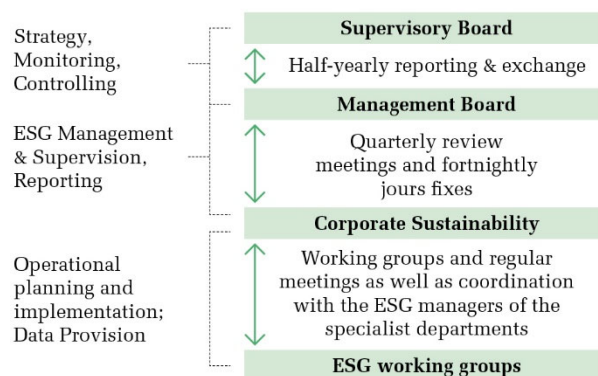 Supervisory Board
Strategy,
Monitoring,
Controlling
Half-yearly reporting & exchange
Management Board
ESG Management
& Supervision,
Reporting
Quarterly review
meetings and fortnightly
jours fixes
Corporate Sustainability
Operational
planning and
implementation;
Data Provision
Working groups and regular
meetings as well as coordination
with the ESG managers of the
specialist departments
ESG working groups